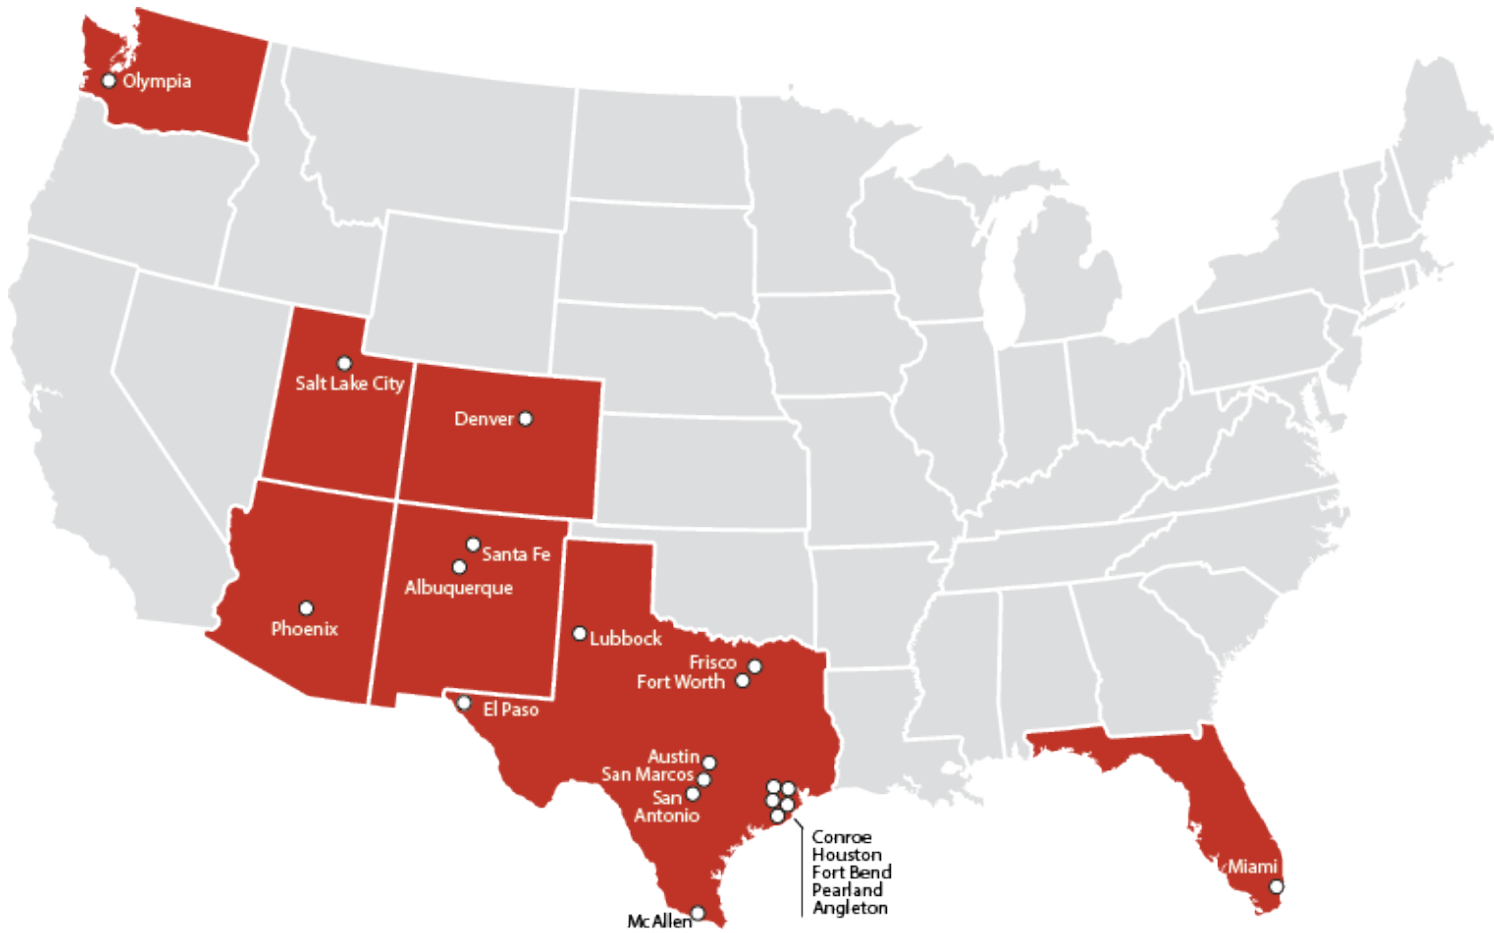 Olympia
Salt Lake City
Denver
Santa Fe
Albuquerque
Phoenix
Lubbock
Frisco
Fort Worth
El Paso
Austin
San Marcos
San
Antonio
Conroe
Houston
Fort Bend
Pearland
Angleton
Miami
McAllen